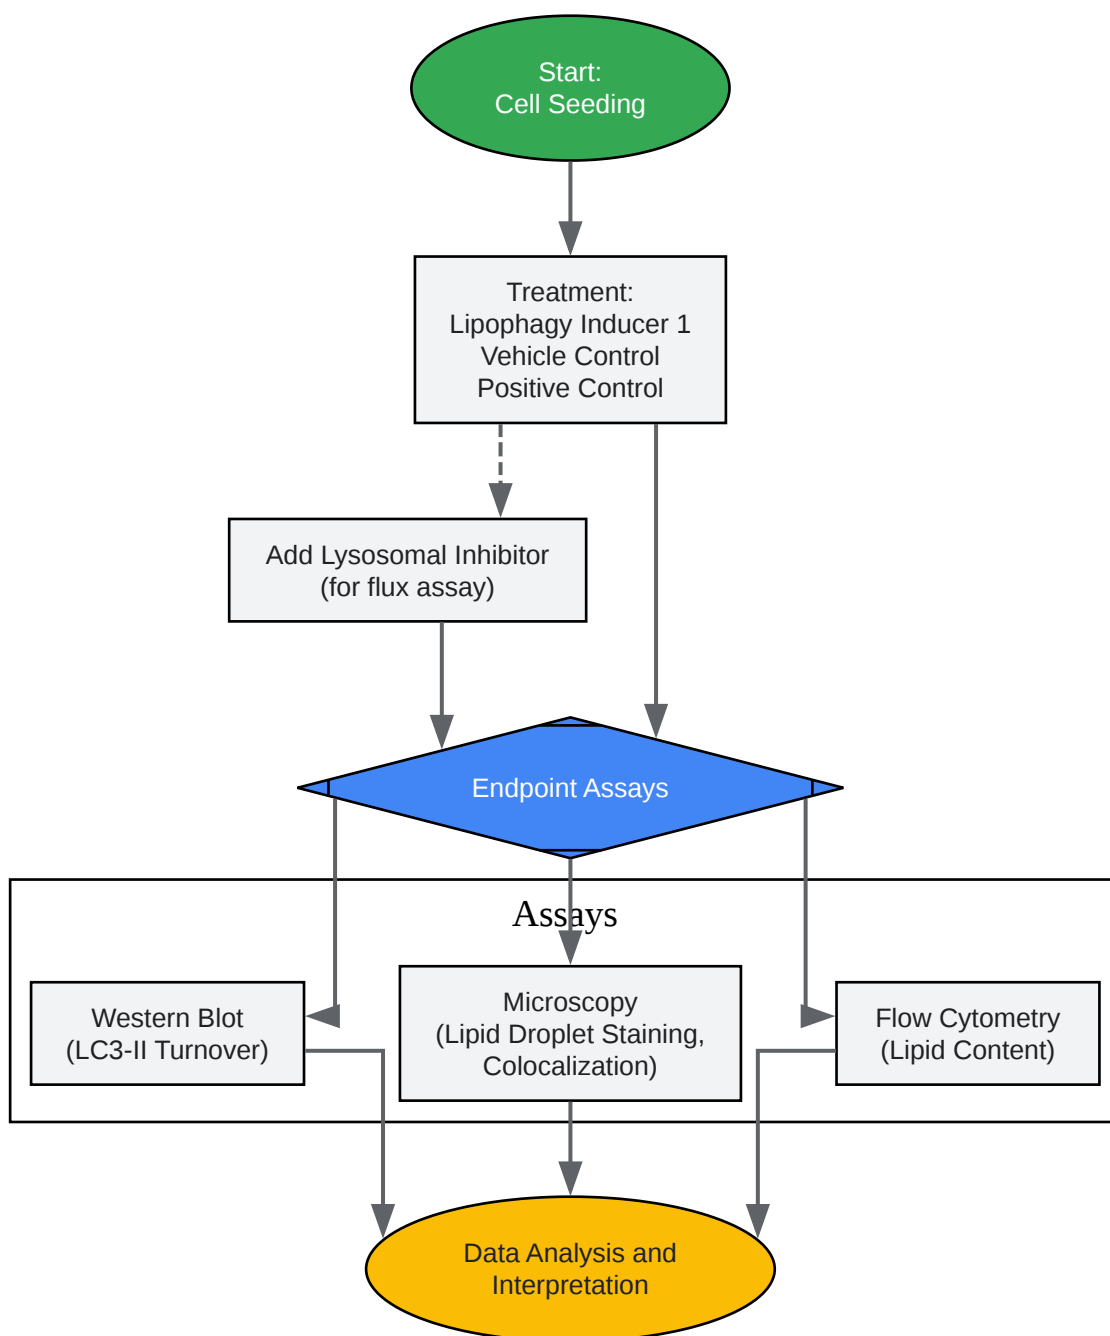 Start:
Cell Seeding
Treatment:
Lipophagy Inducer 1
Vehicle Control
Positive Control
Add Lysosomal Inhibitor
(for flux assay)
Endpoint Assays
Assays
Western Blot
(LC3-II Turnover)
Microscopy
(Lipid Droplet Staining,
Colocalization)
Flow Cytometry
(Lipid Content)
Data Analysis and
Interpretation